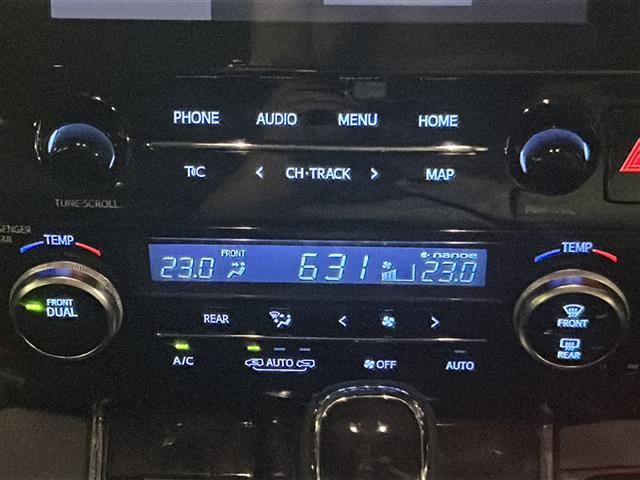 PHONE AUDIO MENU HOME
T/C < CH·TRACK > MAP
TUNE·SCROLL
TEMP TEMP
FRONT nanoe
23.0 631 23.0
FRONT DUAL
FRONT
REAR < >
REAR
A/C AUTO OFF AUTO